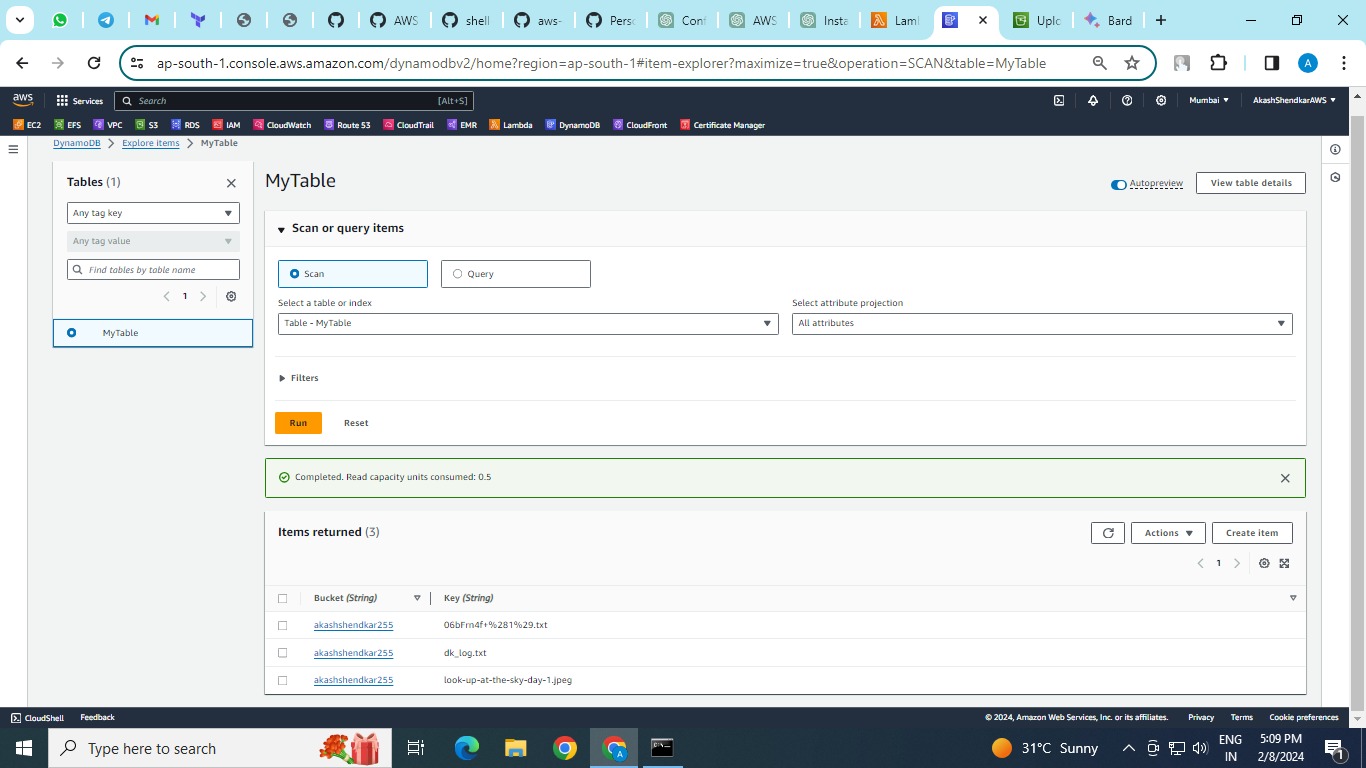 AWS
shell
aws-
Perso
Conf
AWS
Insta
Lam
Uplc
Bard
ap-south-1.console.aws.amazon.com/dynamodbv2/home?region=ap-south-1#item-explorer?maximize=true&operation=SCAN&table=MyTable
A
aws
Services
Search
[Alt+S]
Mumbai
AkashShendkarAWS
EC2 EFS VPC S3 RDS IAM CloudWatch Route 53 CloudTrail EMR Lambda DynamoDB CloudFront Certificate Manager
DynamoDB > Explore items > MyTable
Tables (1)
Any tag key
Any tag value
Find tables by table name
1
MyTable
MyTable
Autopreview
View table details
Scan or query items
Scan
Query
Select a table or index
Select attribute projection
Table - MyTable
All attributes
Filters
Run
Reset
Completed. Read capacity units consumed: 0.5
Items returned (3)
Actions
Create item
1
Bucket (String)
Key (String)
akashshendkar255 06bFrn4f+%281%29.txt
akashshendkar255 dk_log.txt
akashshendkar255 look-up-at-the-sky-day-1.jpeg
CloudShell
Feedback
© 2024, Amazon Web Services, Inc. or its affiliates.
Privacy
Terms
Cookie preferences
Type here to search
A
31°C Sunny
ENG
IN
5:09 PM
2/8/2024
1